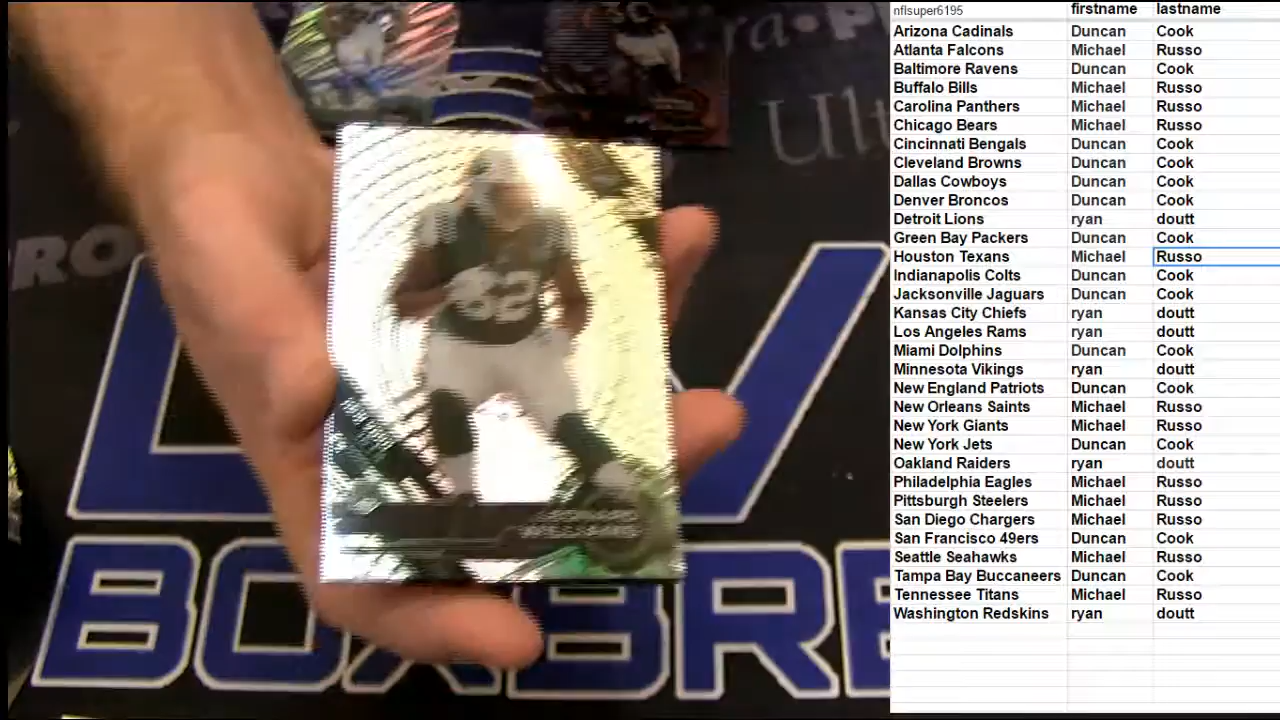 nflsuper6195 firstname lastname
Arizona Cadinals Duncan Cook
Atlanta Falcons Michael Russo
Baltimore Ravens Duncan Cook
Buffalo Bills Michael Russo
Carolina Panthers Michael Russo
Chicago Bears Michael Russo
Cincinnati Bengals Duncan Cook
Cleveland Browns Duncan Cook
Dallas Cowboys Duncan Cook
Denver Broncos Duncan Cook
Detroit Lions ryan doutt
Green Bay Packers Duncan Cook
Houston Texans Michael Russo
Indianapolis Colts Duncan Cook
Jacksonville Jaguars Duncan Cook
Kansas City Chiefs ryan doutt
Los Angeles Rams ryan doutt
Miami Dolphins Duncan Cook
Minnesota Vikings ryan doutt
New England Patriots Duncan Cook
New Orleans Saints Michael Russo
New York Giants Michael Russo
New York Jets Duncan Cook
Oakland Raiders ryan doutt
Philadelphia Eagles Michael Russo
Pittsburgh Steelers Michael Russo
San Diego Chargers Michael Russo
San Francisco 49ers Duncan Cook
Seattle Seahawks Michael Russo
Tampa Bay Buccaneers Duncan Cook
Tennessee Titans Michael Russo
Washington Redskins ryan doutt
62
WILLIAMS
BOXBRE